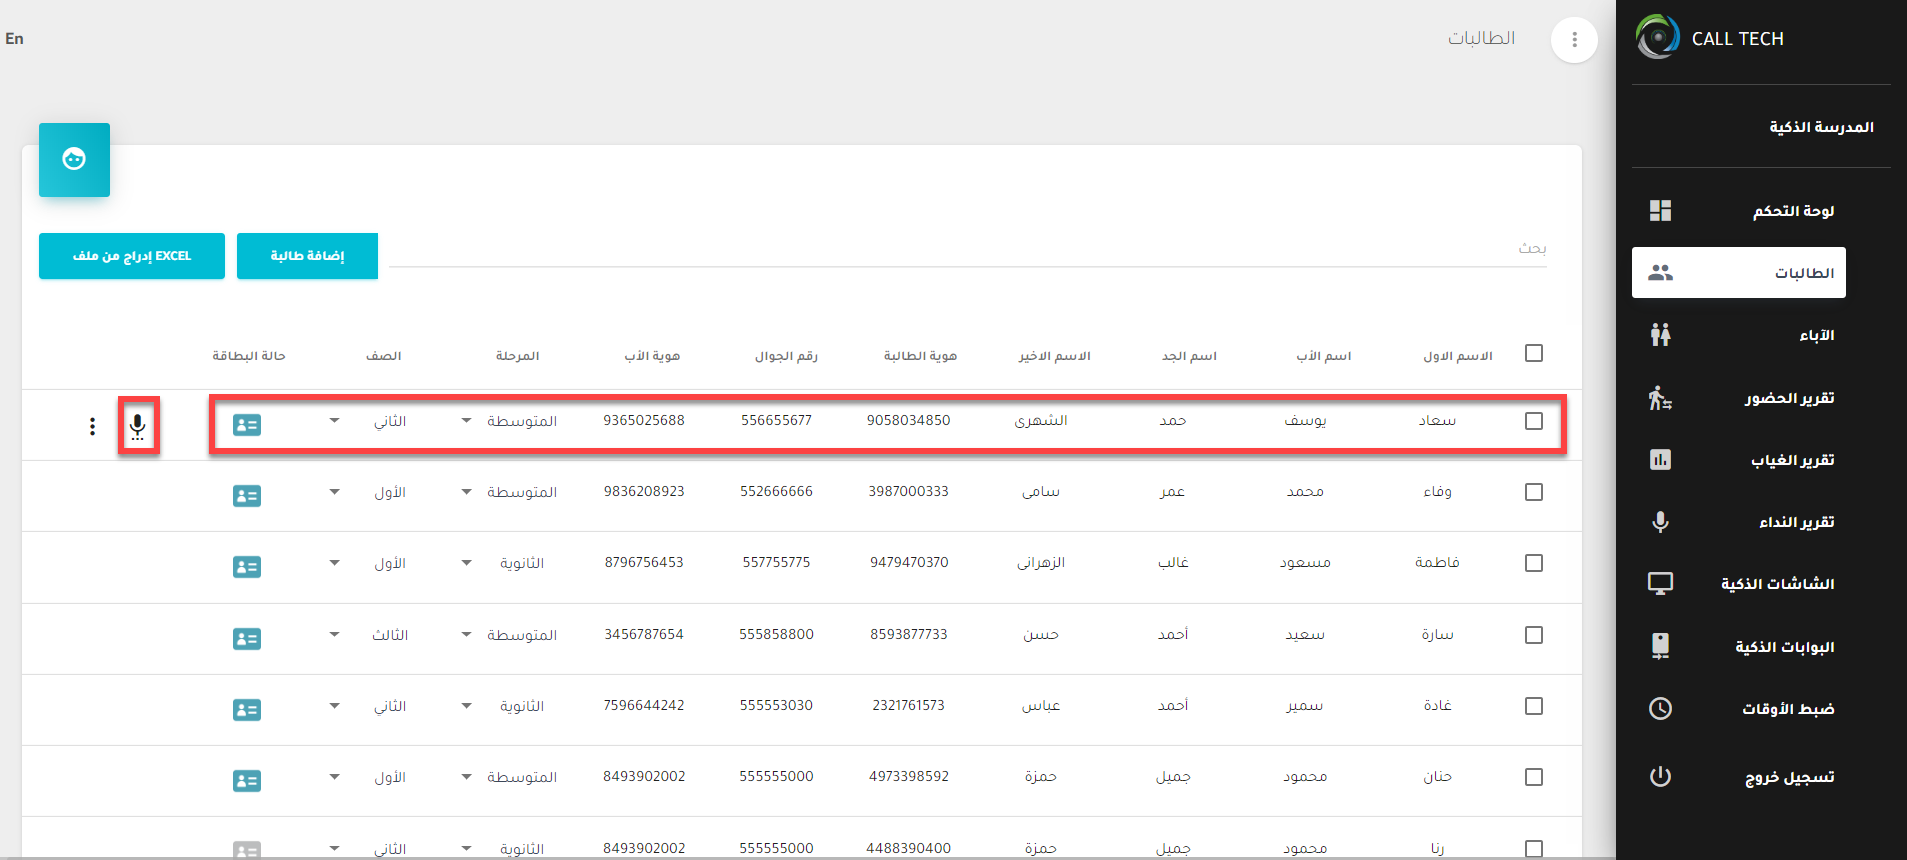 CALL TECH
المدرسة الذكية
لوحة التحكم
الطالبات
الآباء
تقرير الحضور
تقرير الغياب
تقرير النداء
الشاشات الذكية
البوابات الذكية
ضبط الأوقات
تسجيل خروج
الطالبات
En
بحث
إضافة طالبة
إدراج من ملف EXCEL
الاسم الاول اسم الأب اسم الجد الاسم الاخير هوية الطالبة رقم الجوال هوية الأب المرحلة الصف حالة البطاقة
سعاد يوسف حمد الشهرى 9058034850 556655677 9365025688 المتوسطة الثاني
وفاء محمد عمر سامى 3987000333 552666666 9836208923 المتوسطة الأول
فاطمة مسعود غالب الزهرانى 9479470370 557755775 8796756453 الثانوية الأول
سارة سعيد أحمد حسن 8593877733 555858800 3456787654 المتوسطة الثالث
غادة سمير أحمد عباس 2321761573 555553030 7596644242 الثانوية الثاني
حنان محمود جميل حمزة 4973398592 555555000 8493902002 المتوسطة الأول
رنا محمود جميل حمزة 4488390400 555555000 8493902002 الثانوية الثاني